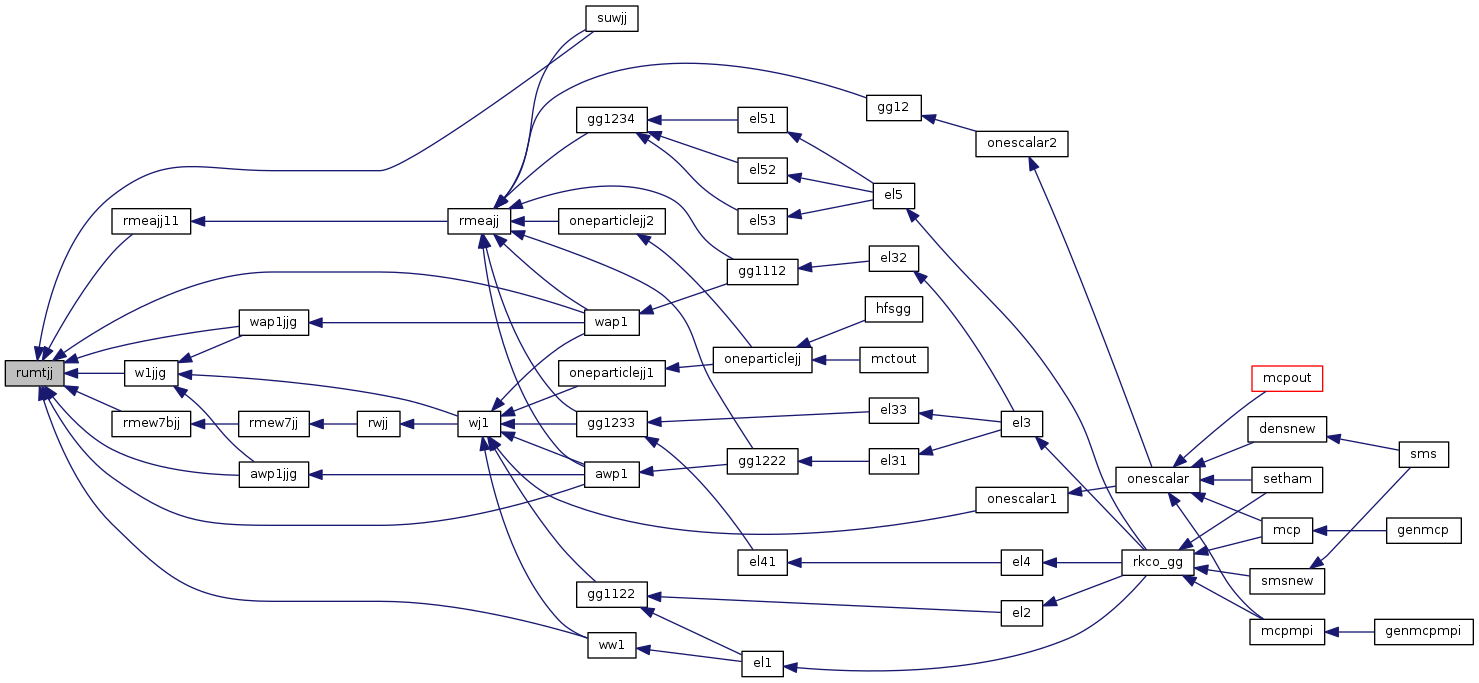 suwjj
gg12
gg1234
el51
onescalar2
el52
el5
rmeajj11
rmeajj
oneparticlejj2
el53
el32
gg1112
hfsgg
wap1jjg
wap1
oneparticlejj
mctout
rumtjj
w1jjg
oneparticlejj1
mcpout
rmew7bjj
rmew7jj
rwjj
wj1
gg1233
el33
el3
densnew
awp1jjg
awp1
gg1222
el31
sms
onescalar
setham
onescalar1
mcp
genmcp
el41
el4
rkco_gg
smsnew
gg1122
el2
ww1
mcpmpi
genmcpmpi
el1